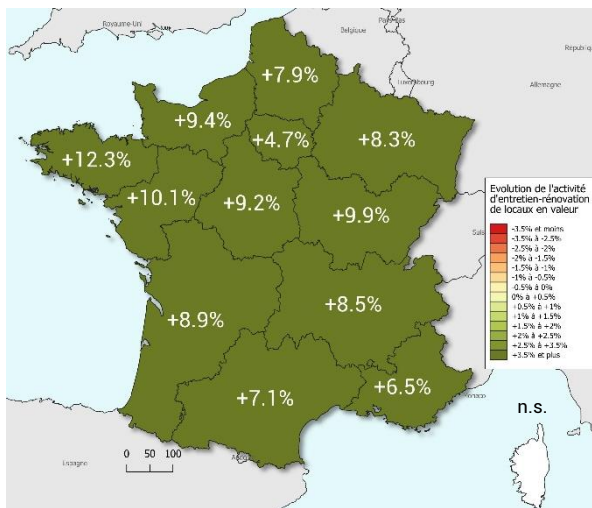 Royaume-Uni
Belgique
Allemagne
Luxembourg
+7.9%
+9.4%
+4.7%
+8.3%
+12.3%
+10.1%
+9.2%
+9.9%
+8.9%
+8.5%
+7.1%
+6.5%
Monaco
n.s.
Espagne
0 50 100
Evolution de l'activité
d'entretien-rénovation
de locaux en valeur
-3.5% et moins
-3.5% à -2.5%
-2.5% à -2%
-2% à -1.5%
-1.5% à -1%
-1% à -0.5%
-0.5% à 0%
0% à +0.5%
+0.5% à +1%
+1% à +1.5%
+1.5% à +2%
+2% à +2.5%
+2.5% à +3.5%
+3.5% et plus